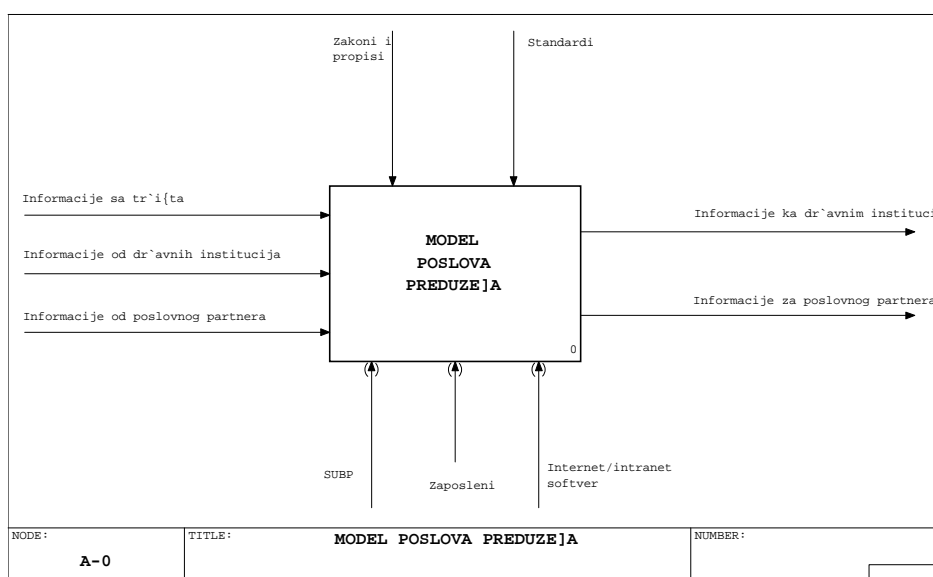 Zakoni i
propisi
Standardi
Informacije sa tr`i{ta
Informacije od dr`avnih institucija
Informacije od poslovnog partnera
MODEL
POSLOVA
PREDUZE]A
0
Informacije ka dr`avnim instituci
Informacije za poslovnog partnera
SUBP
Zaposleni
Internet/intranet
softver
NODE:
A-0
TITLE:
MODEL POSLOVA PREDUZE]A
NUMBER: